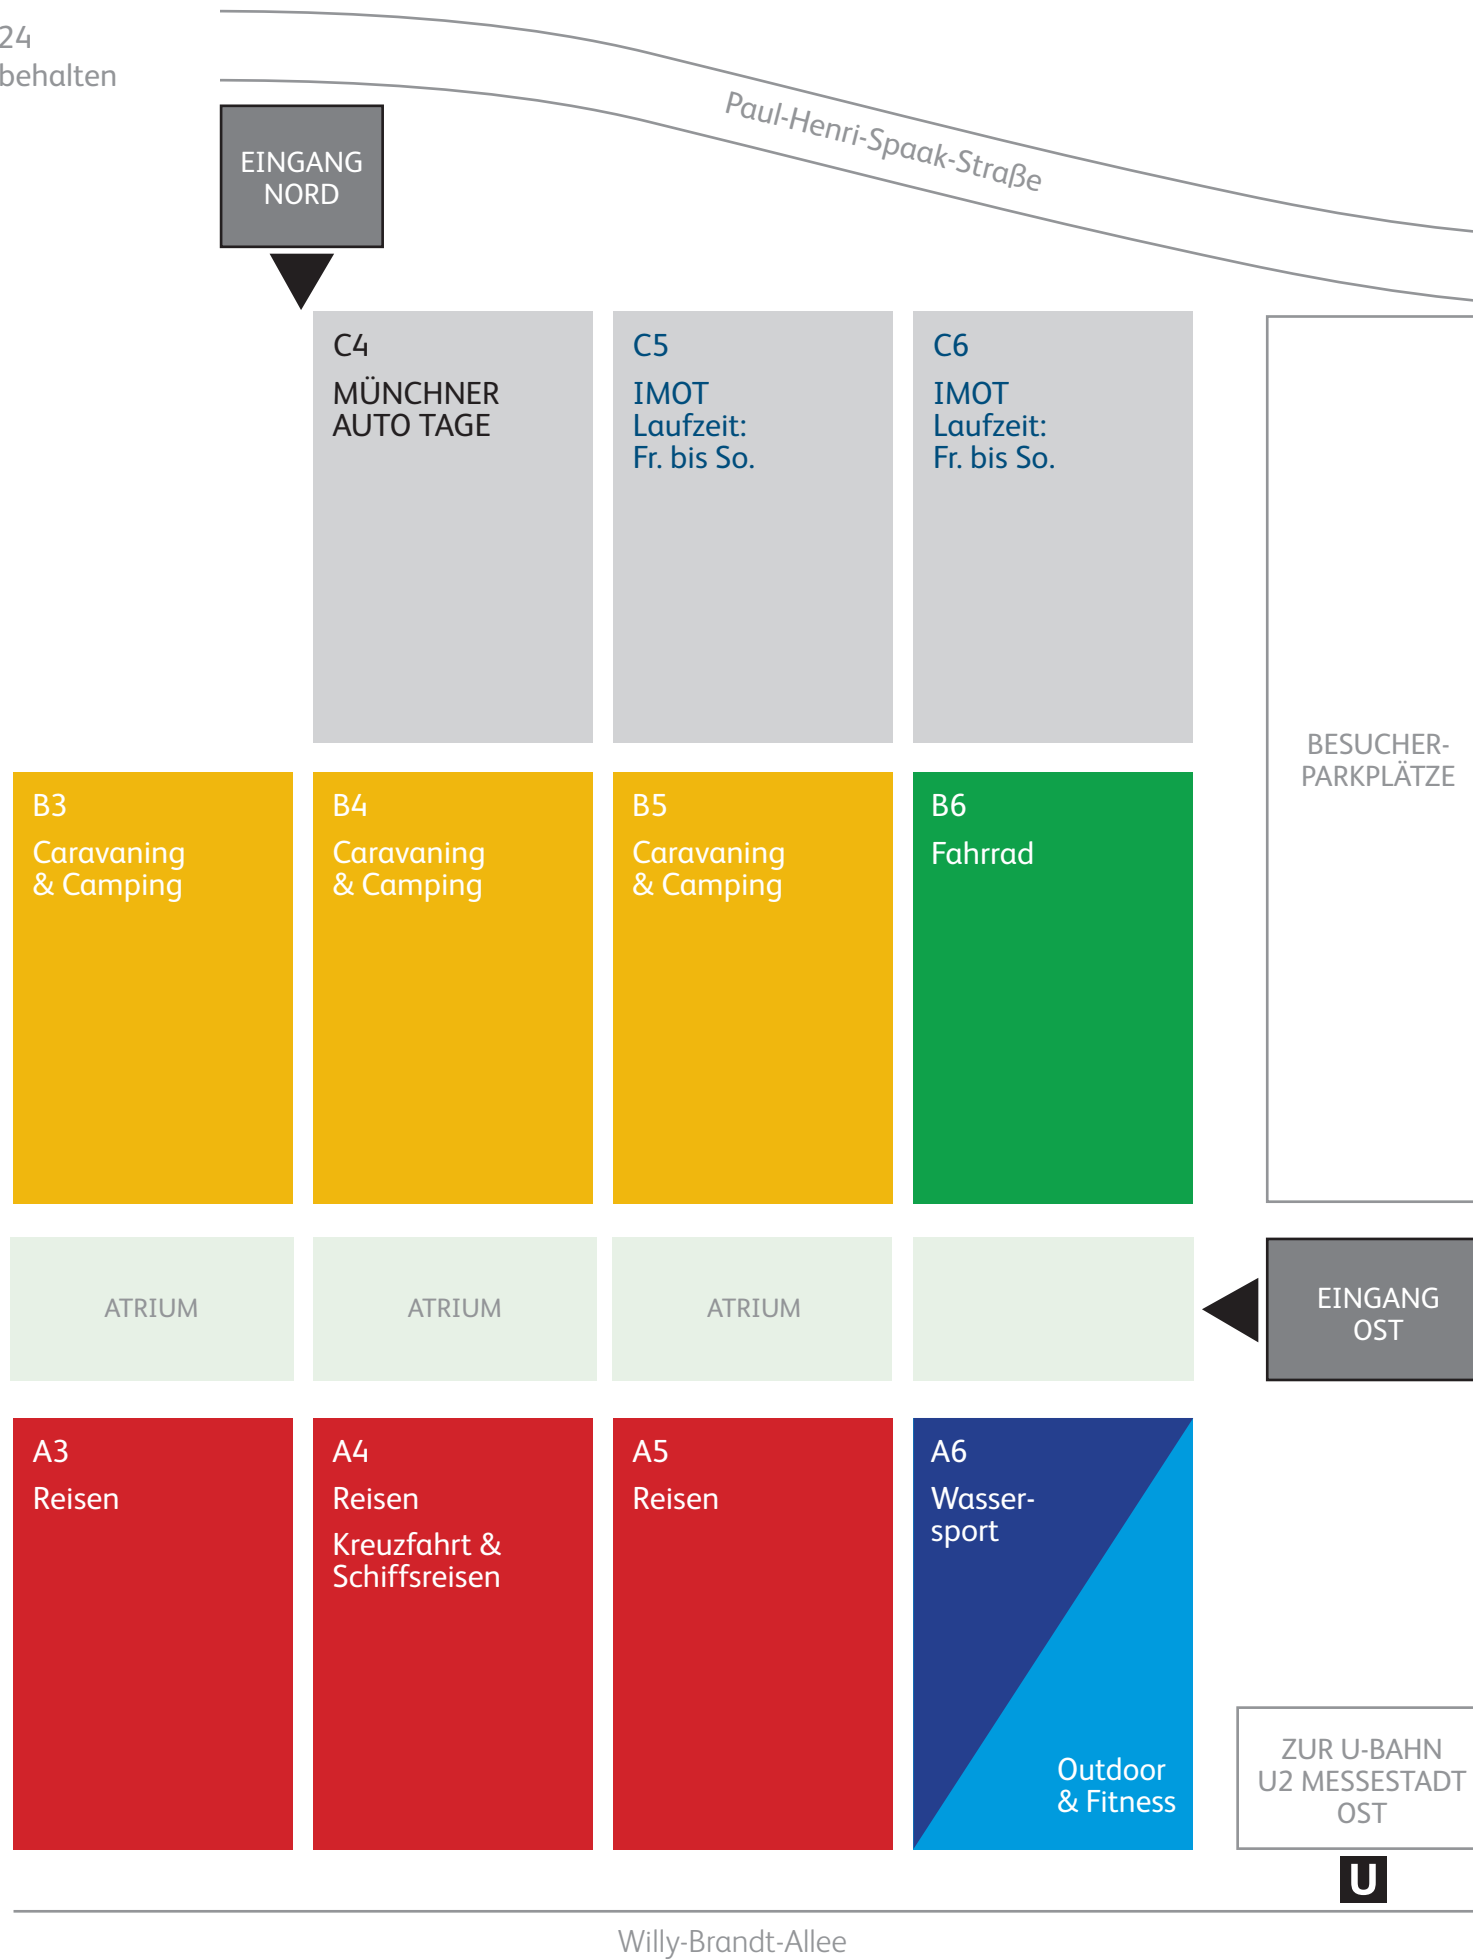 24
behalten
Paul-Henri-Spaak-Straße
EINGANG
NORD
C4
MÜNCHNER
AUTO TAGE
C5
IMOT
Laufzeit:
Fr. bis So.
C6
IMOT
Laufzeit:
Fr. bis So.
BESUCHER-
PARKPLÄTZE
B3
Caravaning
& Camping
B4
Caravaning
& Camping
B5
Caravaning
& Camping
B6
Fahrrad
ATRIUM
ATRIUM
ATRIUM
EINGANG
OST
A3
Reisen
A4
Reisen
Kreuzfahrt &
Schiffsreisen
A5
Reisen
A6
Wasser-
sport
Outdoor
& Fitness
ZUR U-BAHN
U2 MESSESTADT
OST
U
Willy-Brandt-Allee